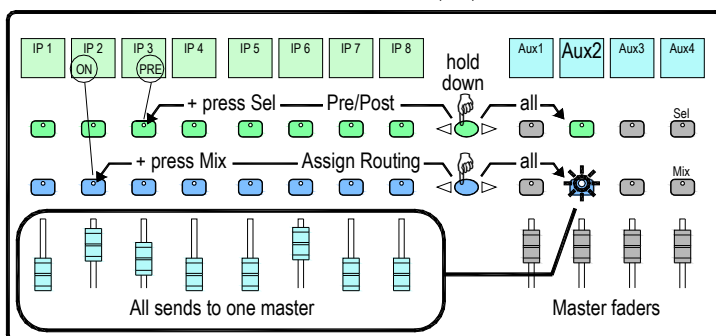 IP 1 IP 2 IP 3 IP 4 IP 5 IP 6 IP 7 IP 8 Aux1 Aux2 Aux3 Aux4
ON PRE
hold
down
+ press Sel Pre/Post all
Sel
+ press Mix Assign Routing all
Mix
All sends to one master Master faders